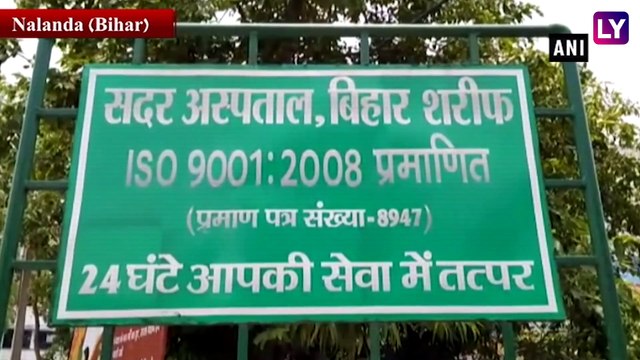 Nalanda (Bihar)
ANI
LY
सदर अस्पताल, बिहार शरीफ
ISO 9001:2008 प्रमाणित
(प्रमाण पत्र संख्या-8947)
24 घंटे आपकी सेवा में तत्पर